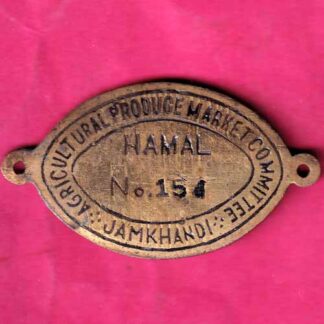 AGRICULTURAL PRODUCE MARKET COMMITTEE
HAMAL
No. 154
JAMKHANDI